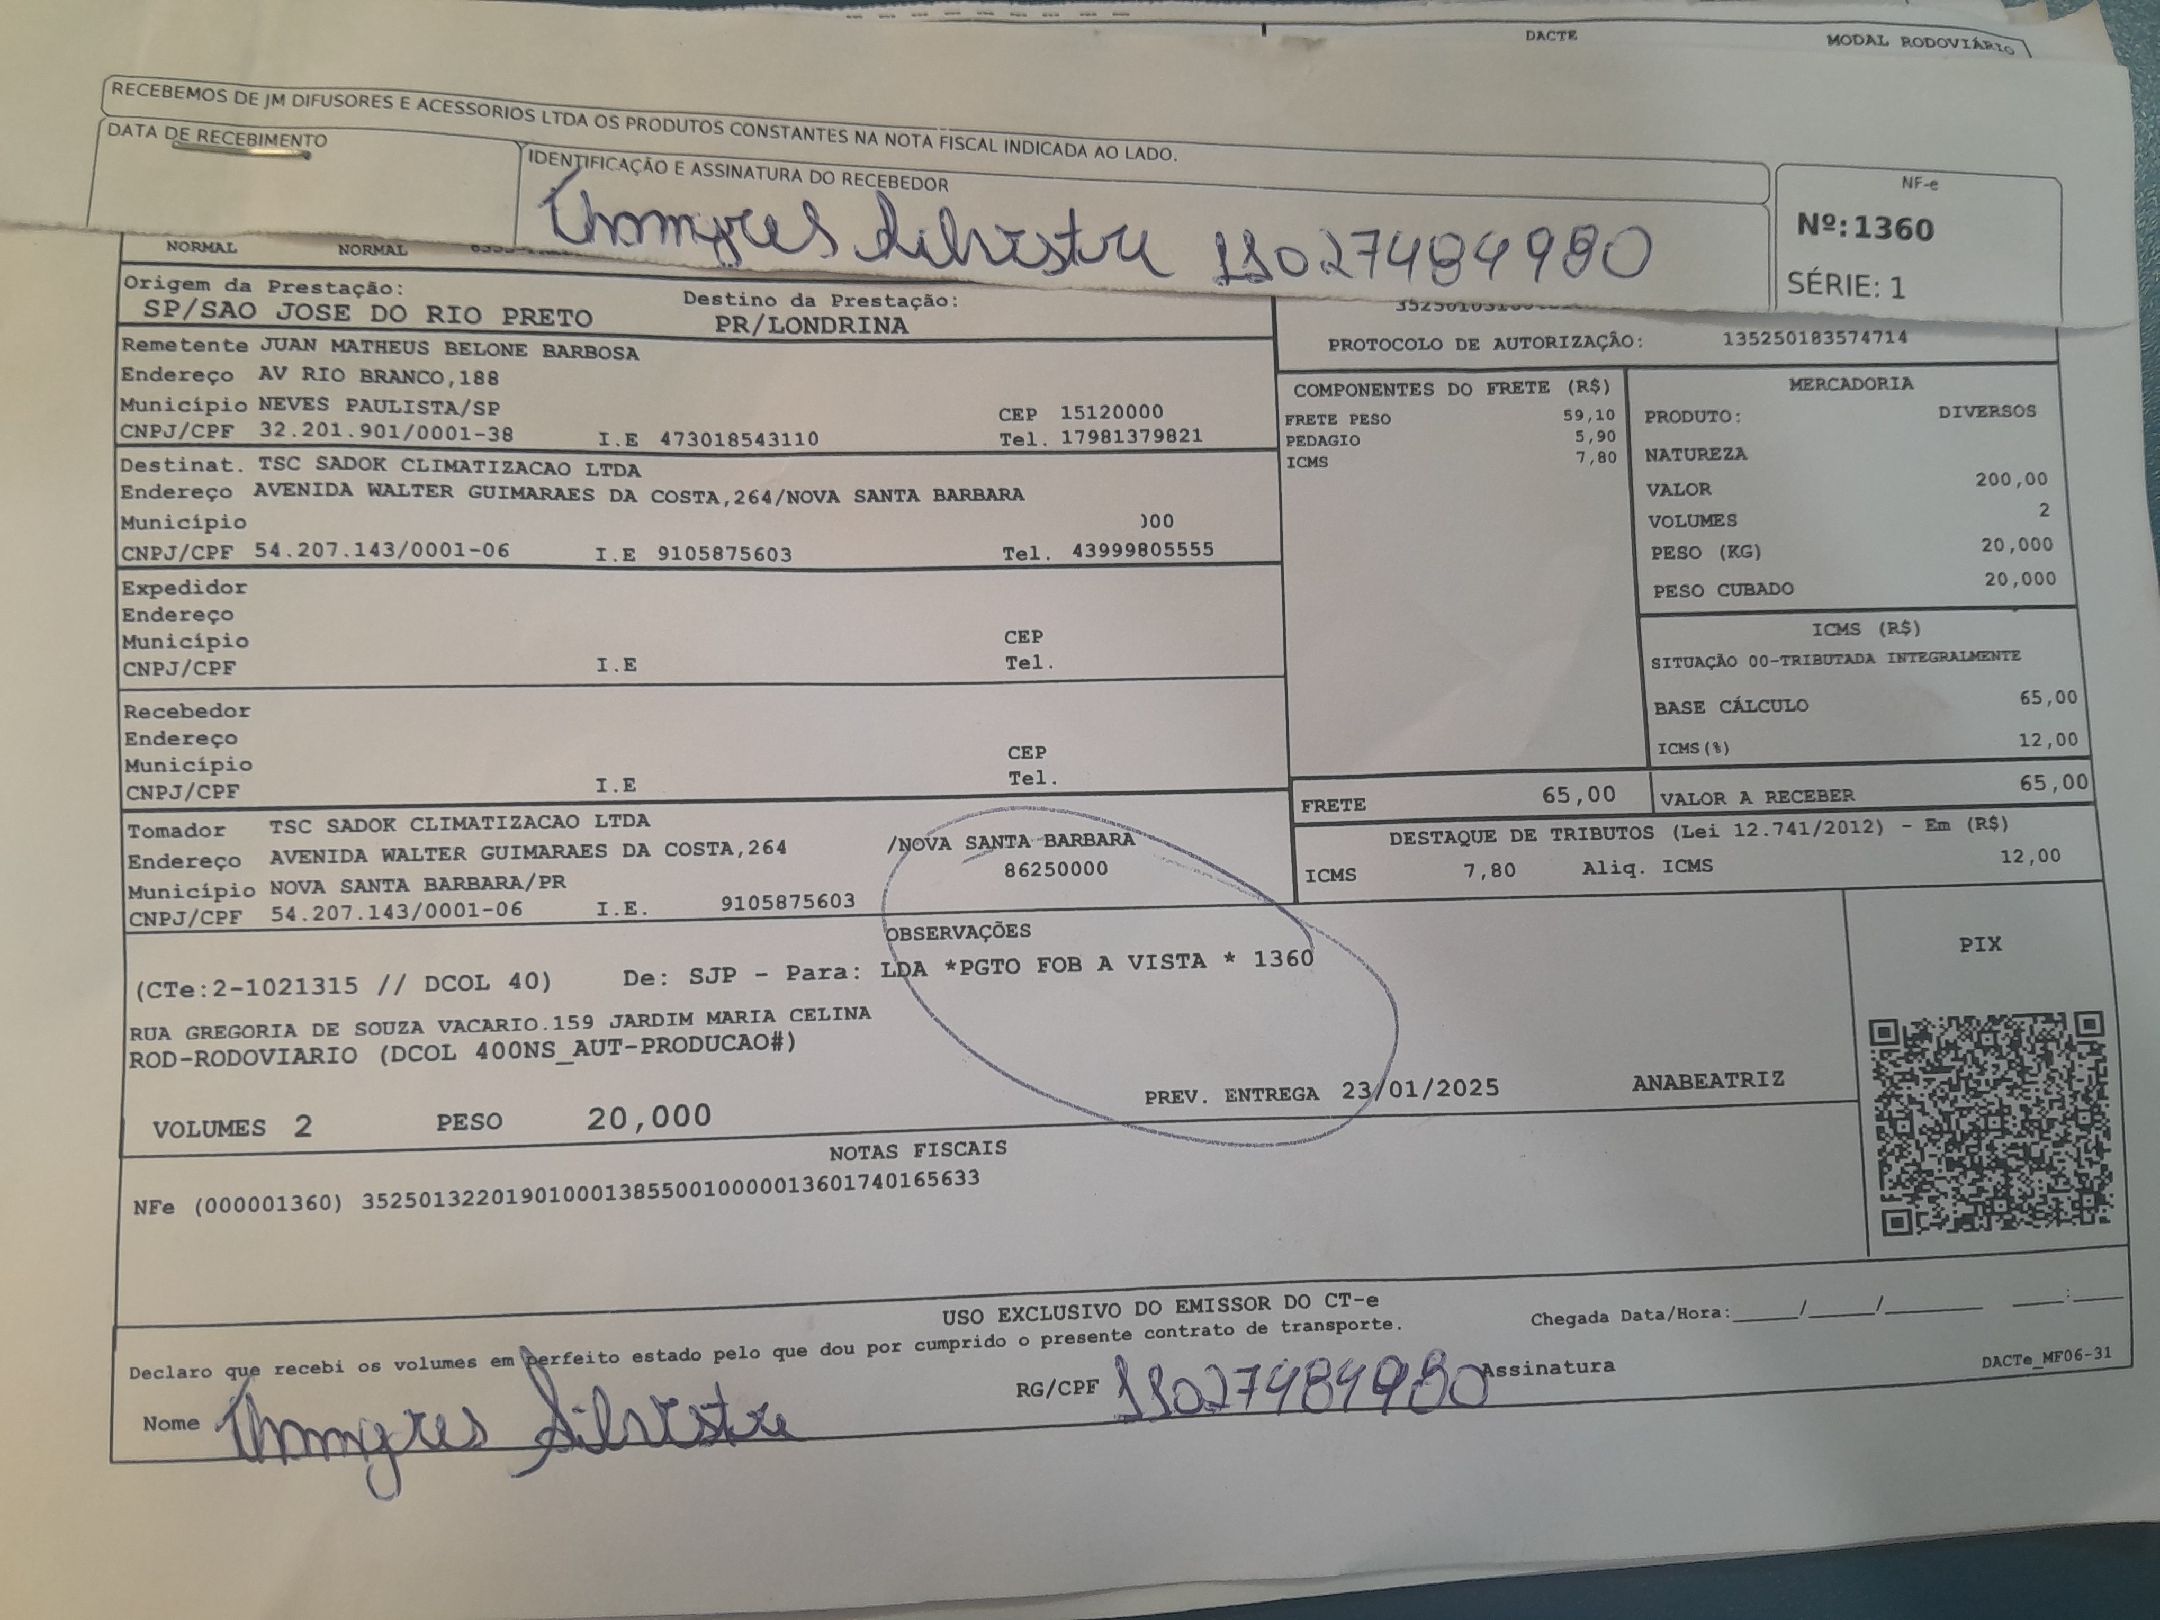 DACTE MODAL RODOVIÁRIO
RECEBEMOS DE JM DIFUSORES E ACESSORIOS LTDA OS PRODUTOS CONSTANTES NA NOTA FISCAL INDICADA AO LADO.
DATA DE RECEBIMENTO
IDENTIFICAÇÃO E ASSINATURA DO RECEBEDOR
Thamyres Silvestre 11027484980
NF-e
Nº:1360
SÉRIE: 1
NORMAL NORMAL
Origem da Prestação: Destino da Prestação:
SP/SAO JOSE DO RIO PRETO PR/LONDRINA
PROTOCOLO DE AUTORIZAÇÃO: 135250183574714
Remetente JUAN MATHEUS BELONE BARBOSA
Endereço AV RIO BRANCO,188
Município NEVES PAULISTA/SP CEP 15120000
CNPJ/CPF 32.201.901/0001-38 I.E 473018543110 Tel. 17981379821
Destinat. TSC SADOK CLIMATIZACAO LTDA
Endereço AVENIDA WALTER GUIMARAES DA COSTA,264/NOVA SANTA BARBARA
Município 000
CNPJ/CPF 54.207.143/0001-06 I.E 9105875603 Tel. 43999805555
Expedidor
Endereço
Município CEP
CNPJ/CPF I.E Tel.
Recebedor
Endereço
Município CEP
CNPJ/CPF I.E Tel.
Tomador TSC SADOK CLIMATIZACAO LTDA
Endereço AVENIDA WALTER GUIMARAES DA COSTA,264 /NOVA SANTA BARBARA
Município NOVA SANTA BARBARA/PR 86250000
CNPJ/CPF 54.207.143/0001-06 I.E. 9105875603
COMPONENTES DO FRETE (R$)
FRETE PESO 59,10
PEDAGIO 5,90
ICMS 7,80
MERCADORIA
PRODUTO: DIVERSOS
NATUREZA
VALOR 200,00
VOLUMES 2
PESO (KG) 20,000
PESO CUBADO 20,000
ICMS (R$)
SITUAÇÃO 00-TRIBUTADA INTEGRALMENTE
BASE CÁLCULO 65,00
ICMS(%) 12,00
FRETE 65,00 VALOR A RECEBER 65,00
DESTAQUE DE TRIBUTOS (Lei 12.741/2012) - Em (R$)
ICMS 7,80 Aliq. ICMS 12,00
OBSERVAÇÕES
(CTe:2-1021315 // DCOL 40) De: SJP - Para: LDA *PGTO FOB A VISTA * 1360
RUA GREGORIA DE SOUZA VACARIO.159 JARDIM MARIA CELINA
ROD-RODOVIARIO (DCOL 400NS_AUT-PRODUCAO#)
VOLUMES 2 PESO 20,000 PREV. ENTREGA 23/01/2025 ANABEATRIZ
PIX
NOTAS FISCAIS
NFe (000001360) 35250132201901000138550010000013601740165633
USO EXCLUSIVO DO EMISSOR DO CT-e
Declaro que recebi os volumes em perfeito estado pelo que dou por cumprido o presente contrato de transporte.
Chegada Data/Hora:_____/_____/_______ ____:____
Nome Thamyres Silvestre RG/CPF 11027484980 Assinatura
DACTe_MF06-31